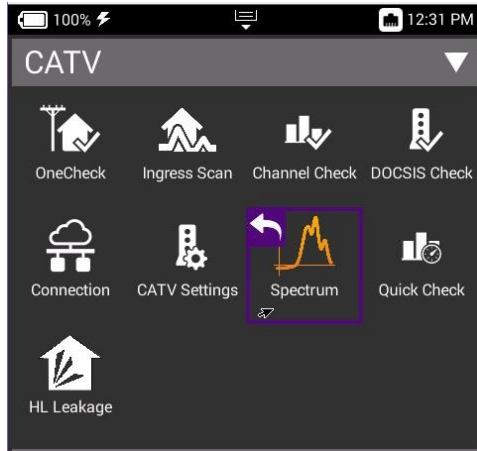 100% 12:31 PM
CATV
OneCheck Ingress Scan Channel Check DOCSIS Check
Connection CATV Settings Spectrum Quick Check
HL Leakage